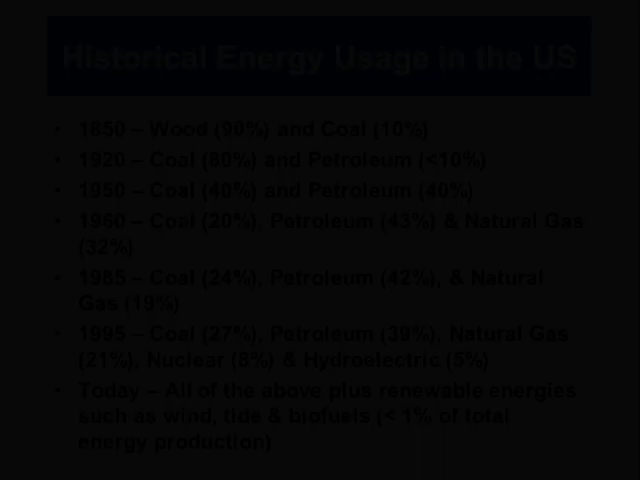 Historical Energy Usage in the US
• 1850 – Wood (90%) and Coal (10%)
• 1920 – Coal (80%) and Petroleum (<10%)
• 1950 – Coal (40%) and Petroleum (40%)
• 1960 – Coal (20%), Petroleum (43%) & Natural Gas
(32%)
• 1985 – Coal (24%), Petroleum (42%), & Natural
Gas (19%)
• 1995 – Coal (27%), Petroleum (39%), Natural Gas
(21%), Nuclear (8%) & Hydroelectric (5%)
• Today – All of the above plus renewable energies
such as wind, tide & biofuels (< 1% of total
energy production)